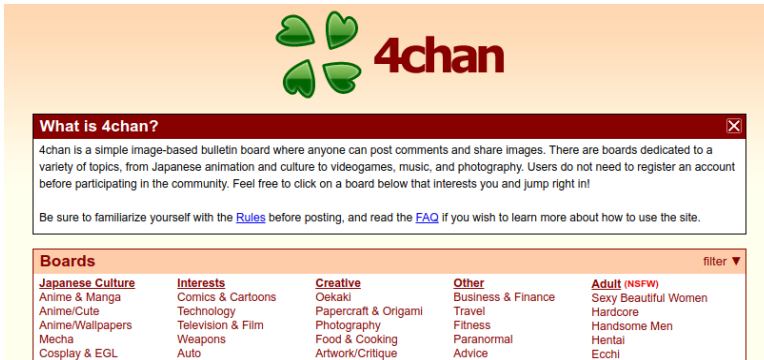 4chan
What is 4chan?
4chan is a simple image-based bulletin board where anyone can post comments and share images. There are boards dedicated to a
variety of topics, from Japanese animation and culture to videogames, music, and photography. Users do not need to register an account
before participating in the community. Feel free to click on a board below that interests you and jump right in!
Be sure to familiarize yourself with the Rules before posting, and read the FAQ if you wish to learn more about how to use the site.
Boards filter ▼
Japanese Culture Interests Creative Other Adult (NSFW)
Anime & Manga Comics & Cartoons Oekaki Business & Finance Sexy Beautiful Women
Anime/Cute Technology Papercraft & Origami Travel Hardcore
Anime/Wallpapers Television & Film Photography Fitness Handsome Men
Mecha Weapons Food & Cooking Paranormal Hentai
Cosplay & EGL Auto Artwork/Critique Advice Ecchi